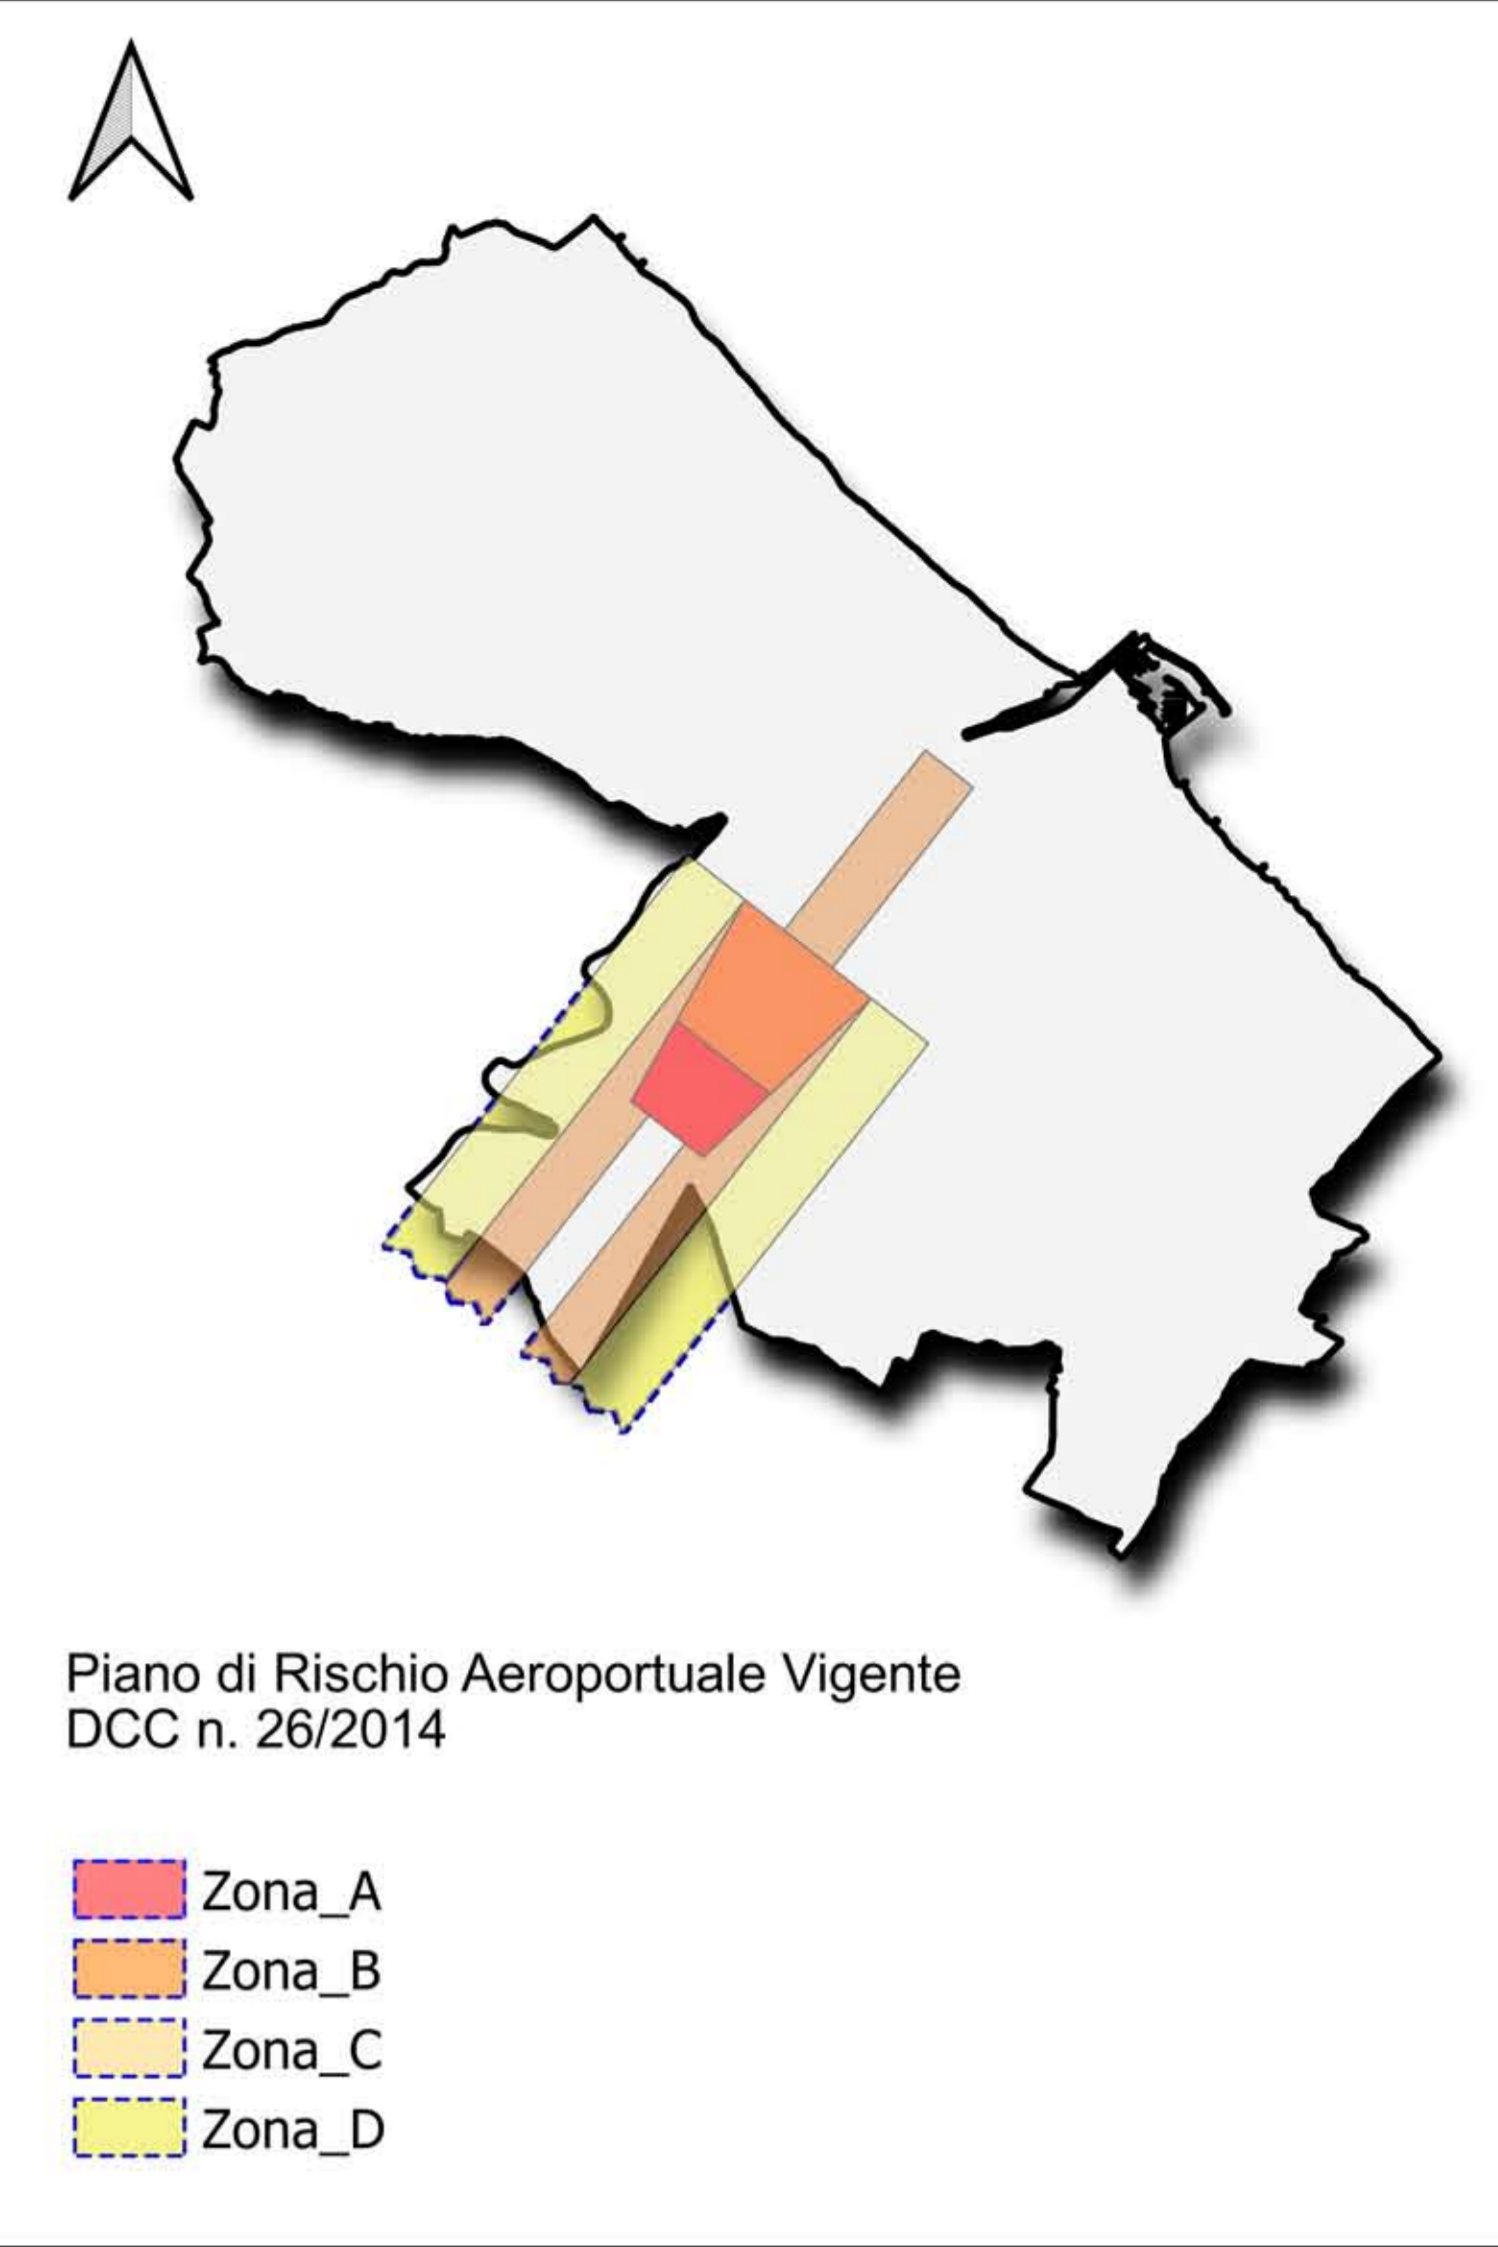 Piano di Rischio Aeroportuale Vigente
DCC n. 26/2014
Zona_A
Zona_B
Zona_C
Zona_D